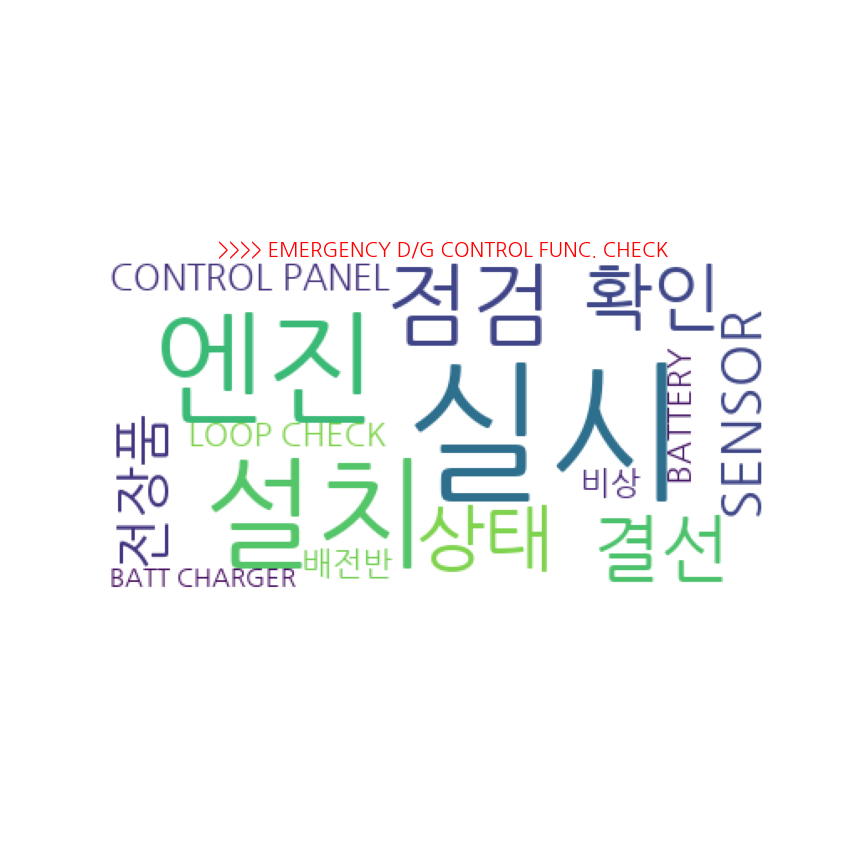 >>>> EMERGENCY D/G CONTROL FUNC. CHECK
CONTROL PANEL
점검
확인
엔진
SENSOR
실시
BATTERY
LOOP CHECK
전장품
설치
비상
상태
결선
배전반
BATT CHARGER